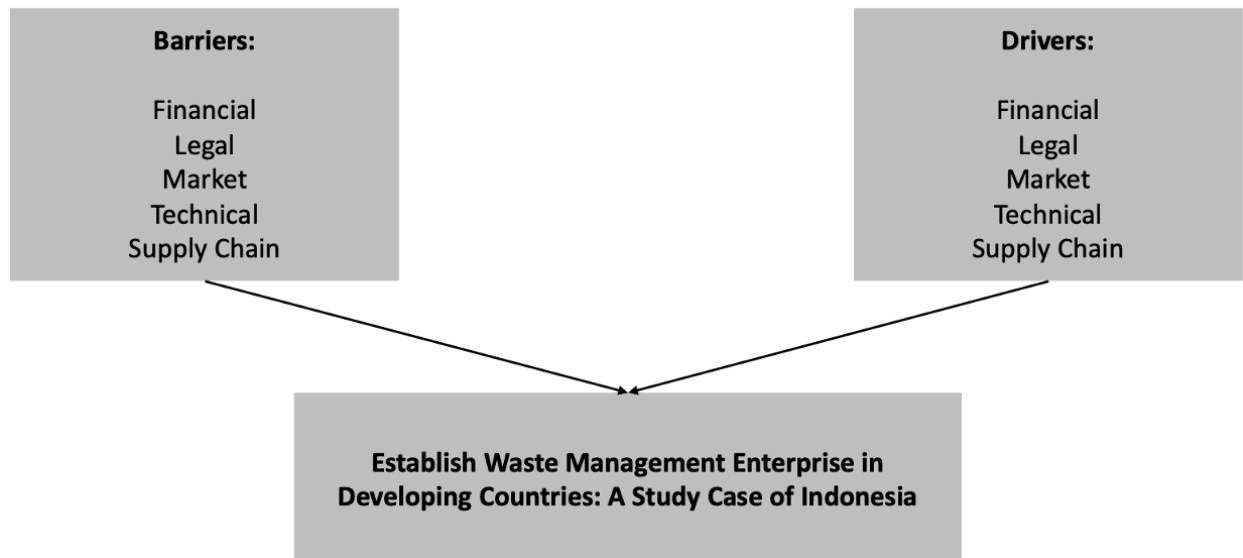 Barriers:
Financial
Legal
Market
Technical
Supply Chain
Drivers:
Financial
Legal
Market
Technical
Supply Chain
Establish Waste Management Enterprise in
Developing Countries: A Study Case of Indonesia